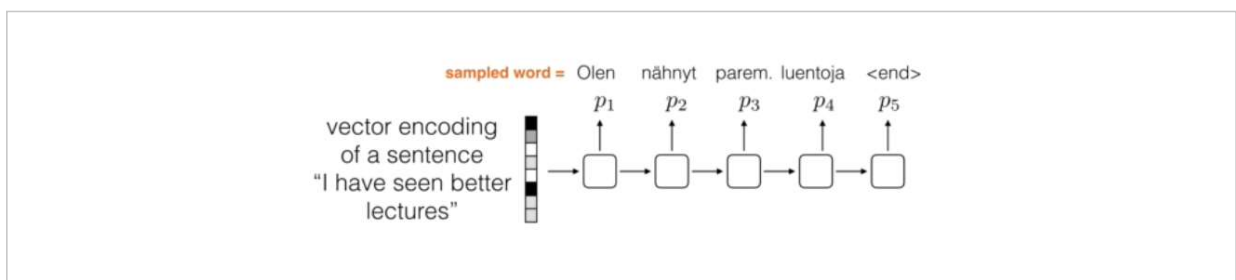 sampled word = Olen nähnyt parem. luentoja <end>
p1 p2 p3 p4 p5
vector encoding
of a sentence
“I have seen better
lectures”